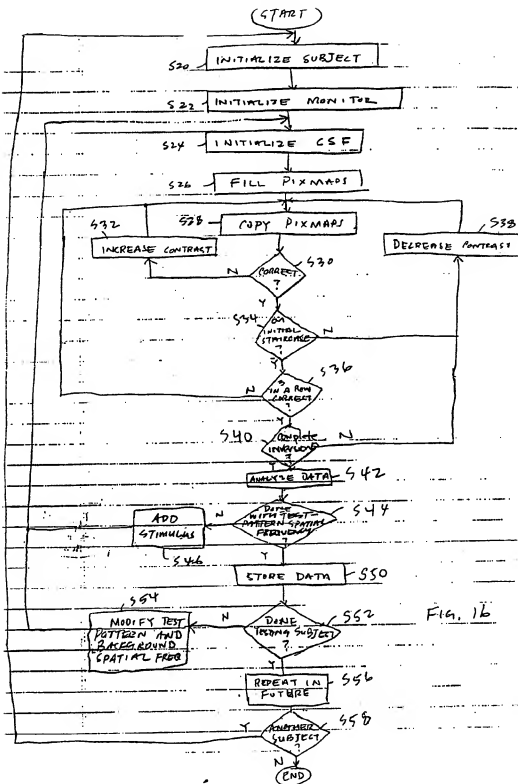 START
S20
INITIALIZE SUBJECT
S22
INITIALIZE MONITOR
S24
INITIALIZE CSF
S26
FILL PIXMAPS
S32
INCREASE CONTRAST
S28
COPY PIXMAPS
S38
DECREASE CONTRAST
N
CORRECT
?
S30
Y
S34
INITIAL
STAIRCASE
?
N
Y
S36
N
3
IN A ROW
CORRECT
?
Y
S40
COMPLETE
?
N
Y
ANALYZE DATA
S42
DONE
WITH TEST
PATTERN SPATIAL
FREQUENCY
?
S44
N
ADD
STIMULUS
S46
Y
STORE DATA
S50
S54
MODIFY TEST
PATTERN AND
BACKGROUND
SPATIAL FREQ
N
DONE
TESTING SUBJECT
?
S52
FIG. 16
Y
REPEAT IN
FUTURE
S56
Y
ANOTHER
SUBJECT
?
S58
N
END